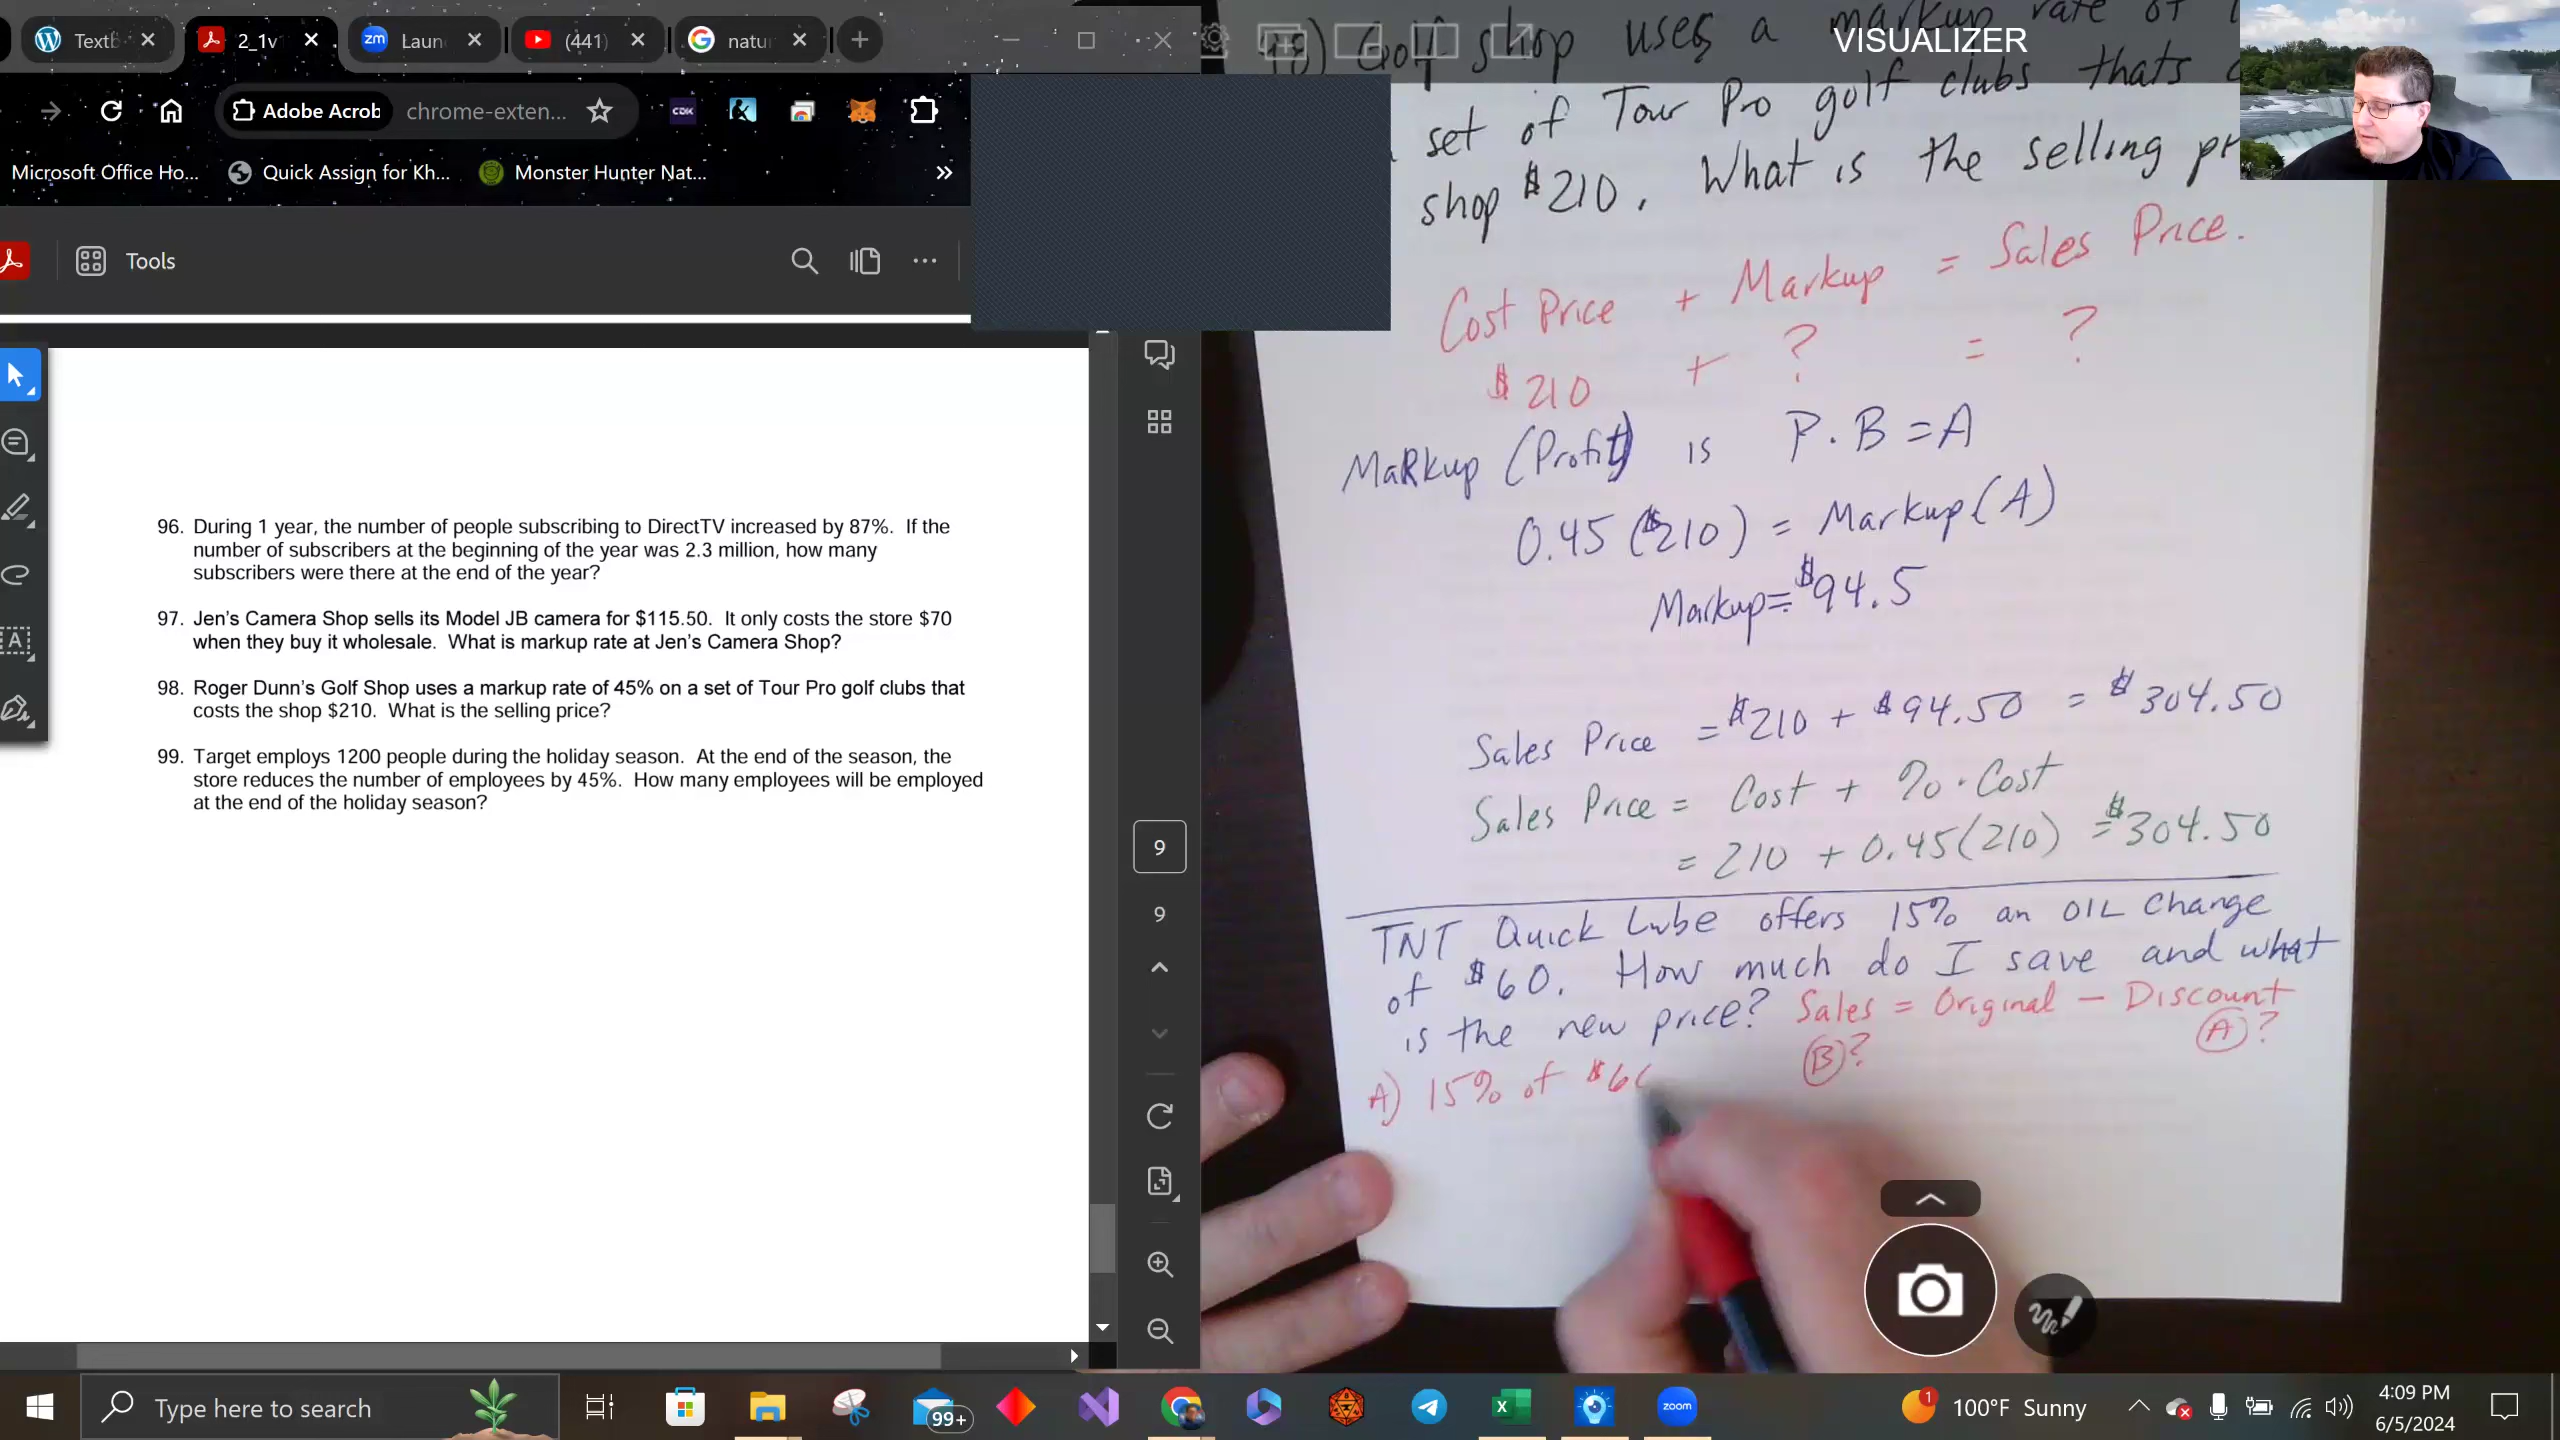 Textb
2_1v
Laun
(441)
natu
Adobe Acrob
chrome-exten...
Microsoft Office Ho...
Quick Assign for Kh...
Monster Hunter Nat...
Tools
96. During 1 year, the number of people subscribing to DirectTV increased by 87%. If the
number of subscribers at the beginning of the year was 2.3 million, how many
subscribers were there at the end of the year?
97. Jen's Camera Shop sells its Model JB camera for $115.50. It only costs the store $70
when they buy it wholesale. What is markup rate at Jen's Camera Shop?
98. Roger Dunn's Golf Shop uses a markup rate of 45% on a set of Tour Pro golf clubs that
costs the shop $210. What is the selling price?
99. Target employs 1200 people during the holiday season. At the end of the season, the
store reduces the number of employees by 45%. How many employees will be employed
at the end of the holiday season?
9
9
VISUALIZER
Golf shop uses a markup rate of
set of Tour Pro golf clubs thats
shop $210. What is the selling pr
Cost Price + Markup = Sales Price.
$210 + ? = ?
Markup (Profit) is P.B=A
0.45($210) = Markup(A)
Markup=$94.5
Sales Price = $210 + $94.50 = $304.50
Sales Price = Cost + %·Cost
= 210 + 0.45(210) = $304.50
TNT Quick Lube offers 15% an OIL Change
of $60. How much do I save and what
is the new price? Sales = Original - Discount
(B)? (A)?
A) 15% of $6
Type here to search
99+
zoom
1
100°F Sunny
4:09 PM
6/5/2024